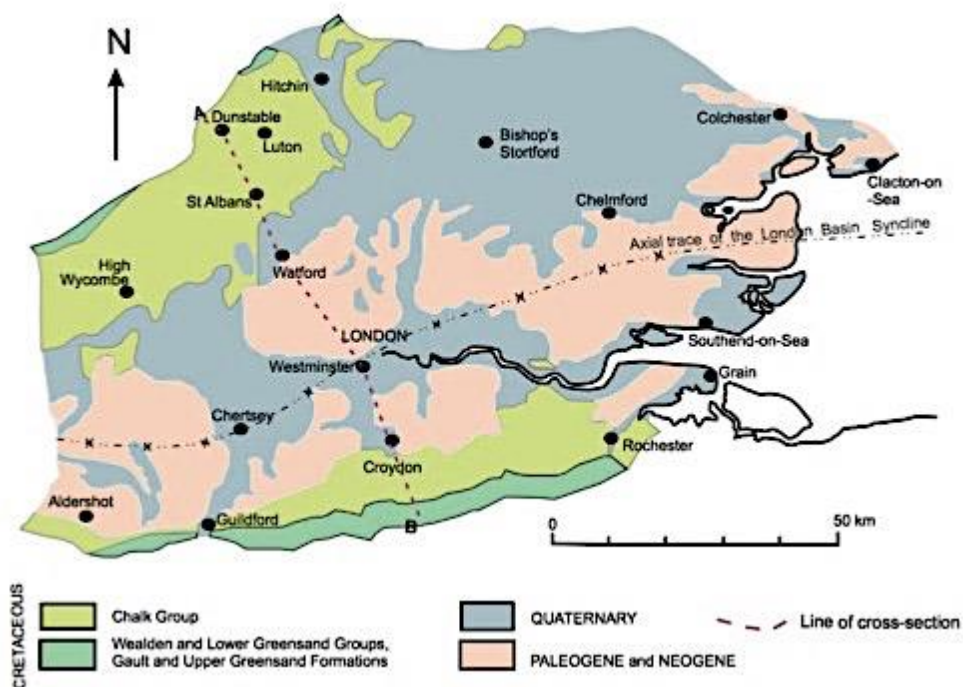 N
Hitchin
A
Dunstable
Luton
Bishop's
Stortford
Colchester
St Albans
Clacton-on
-Sea
Chelmford
Axial trace of the London Basin Syncline
High
Wycombe
Watford
LONDON
Southend-on-Sea
Westminster
Grain
Chertsey
Croydon
Rochester
Aldershot
Guildford
B
0
50 km
CRETACEOUS
Chalk Group
Wealden and Lower Greensand Groups,
Gault and Upper Greensand Formations
QUATERNARY
PALEOGENE and NEOGENE
Line of cross-section